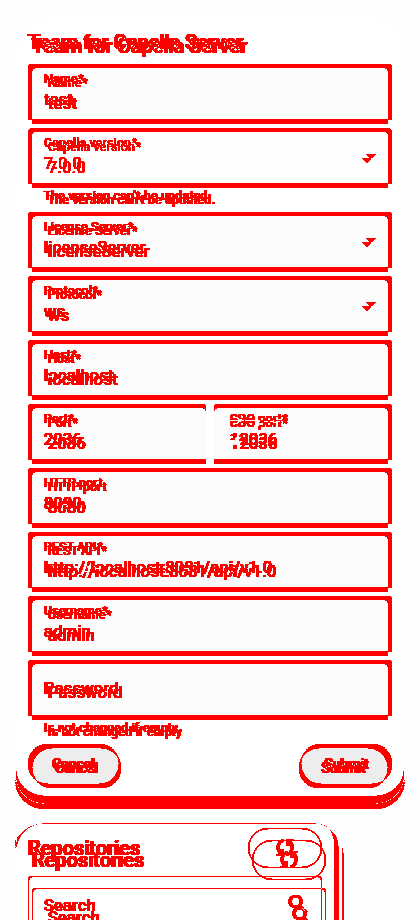 Team for Capella Server
Name*
test
Capella version*
7.0.0
The version can't be updated.
License Server*
licenseServer
Protocol*
ws
Host*
localhost
Port*
2036
CDO port*
12036
HTTP port
8080
REST API*
http://localhost:8081/api/v1.0
Username*
admin
Password
Is not changed if empty
Cancel
Submit
Repositories
Search